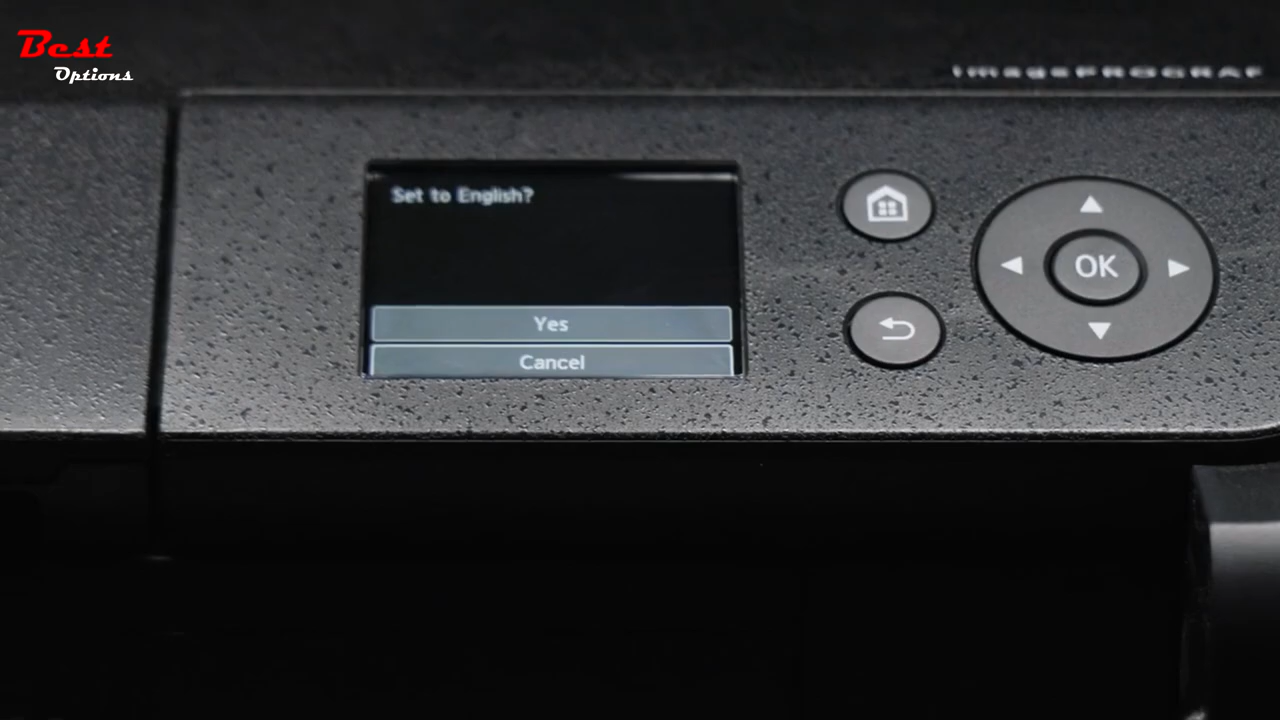 Best
Options
imagePROGRAF
Set to English?
Yes
Cancel
OK